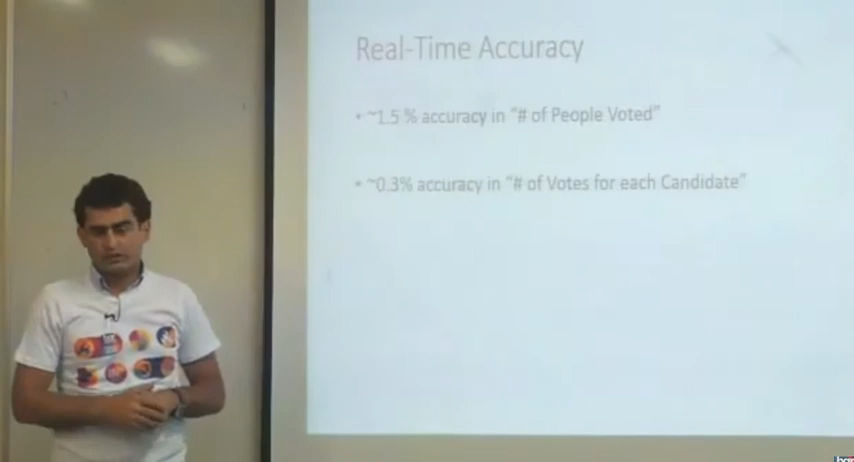 Real-Time Accuracy
• ~1.5 % accuracy in "# of People Voted"
• ~0.3% accuracy in "# of Votes for each Candidate"